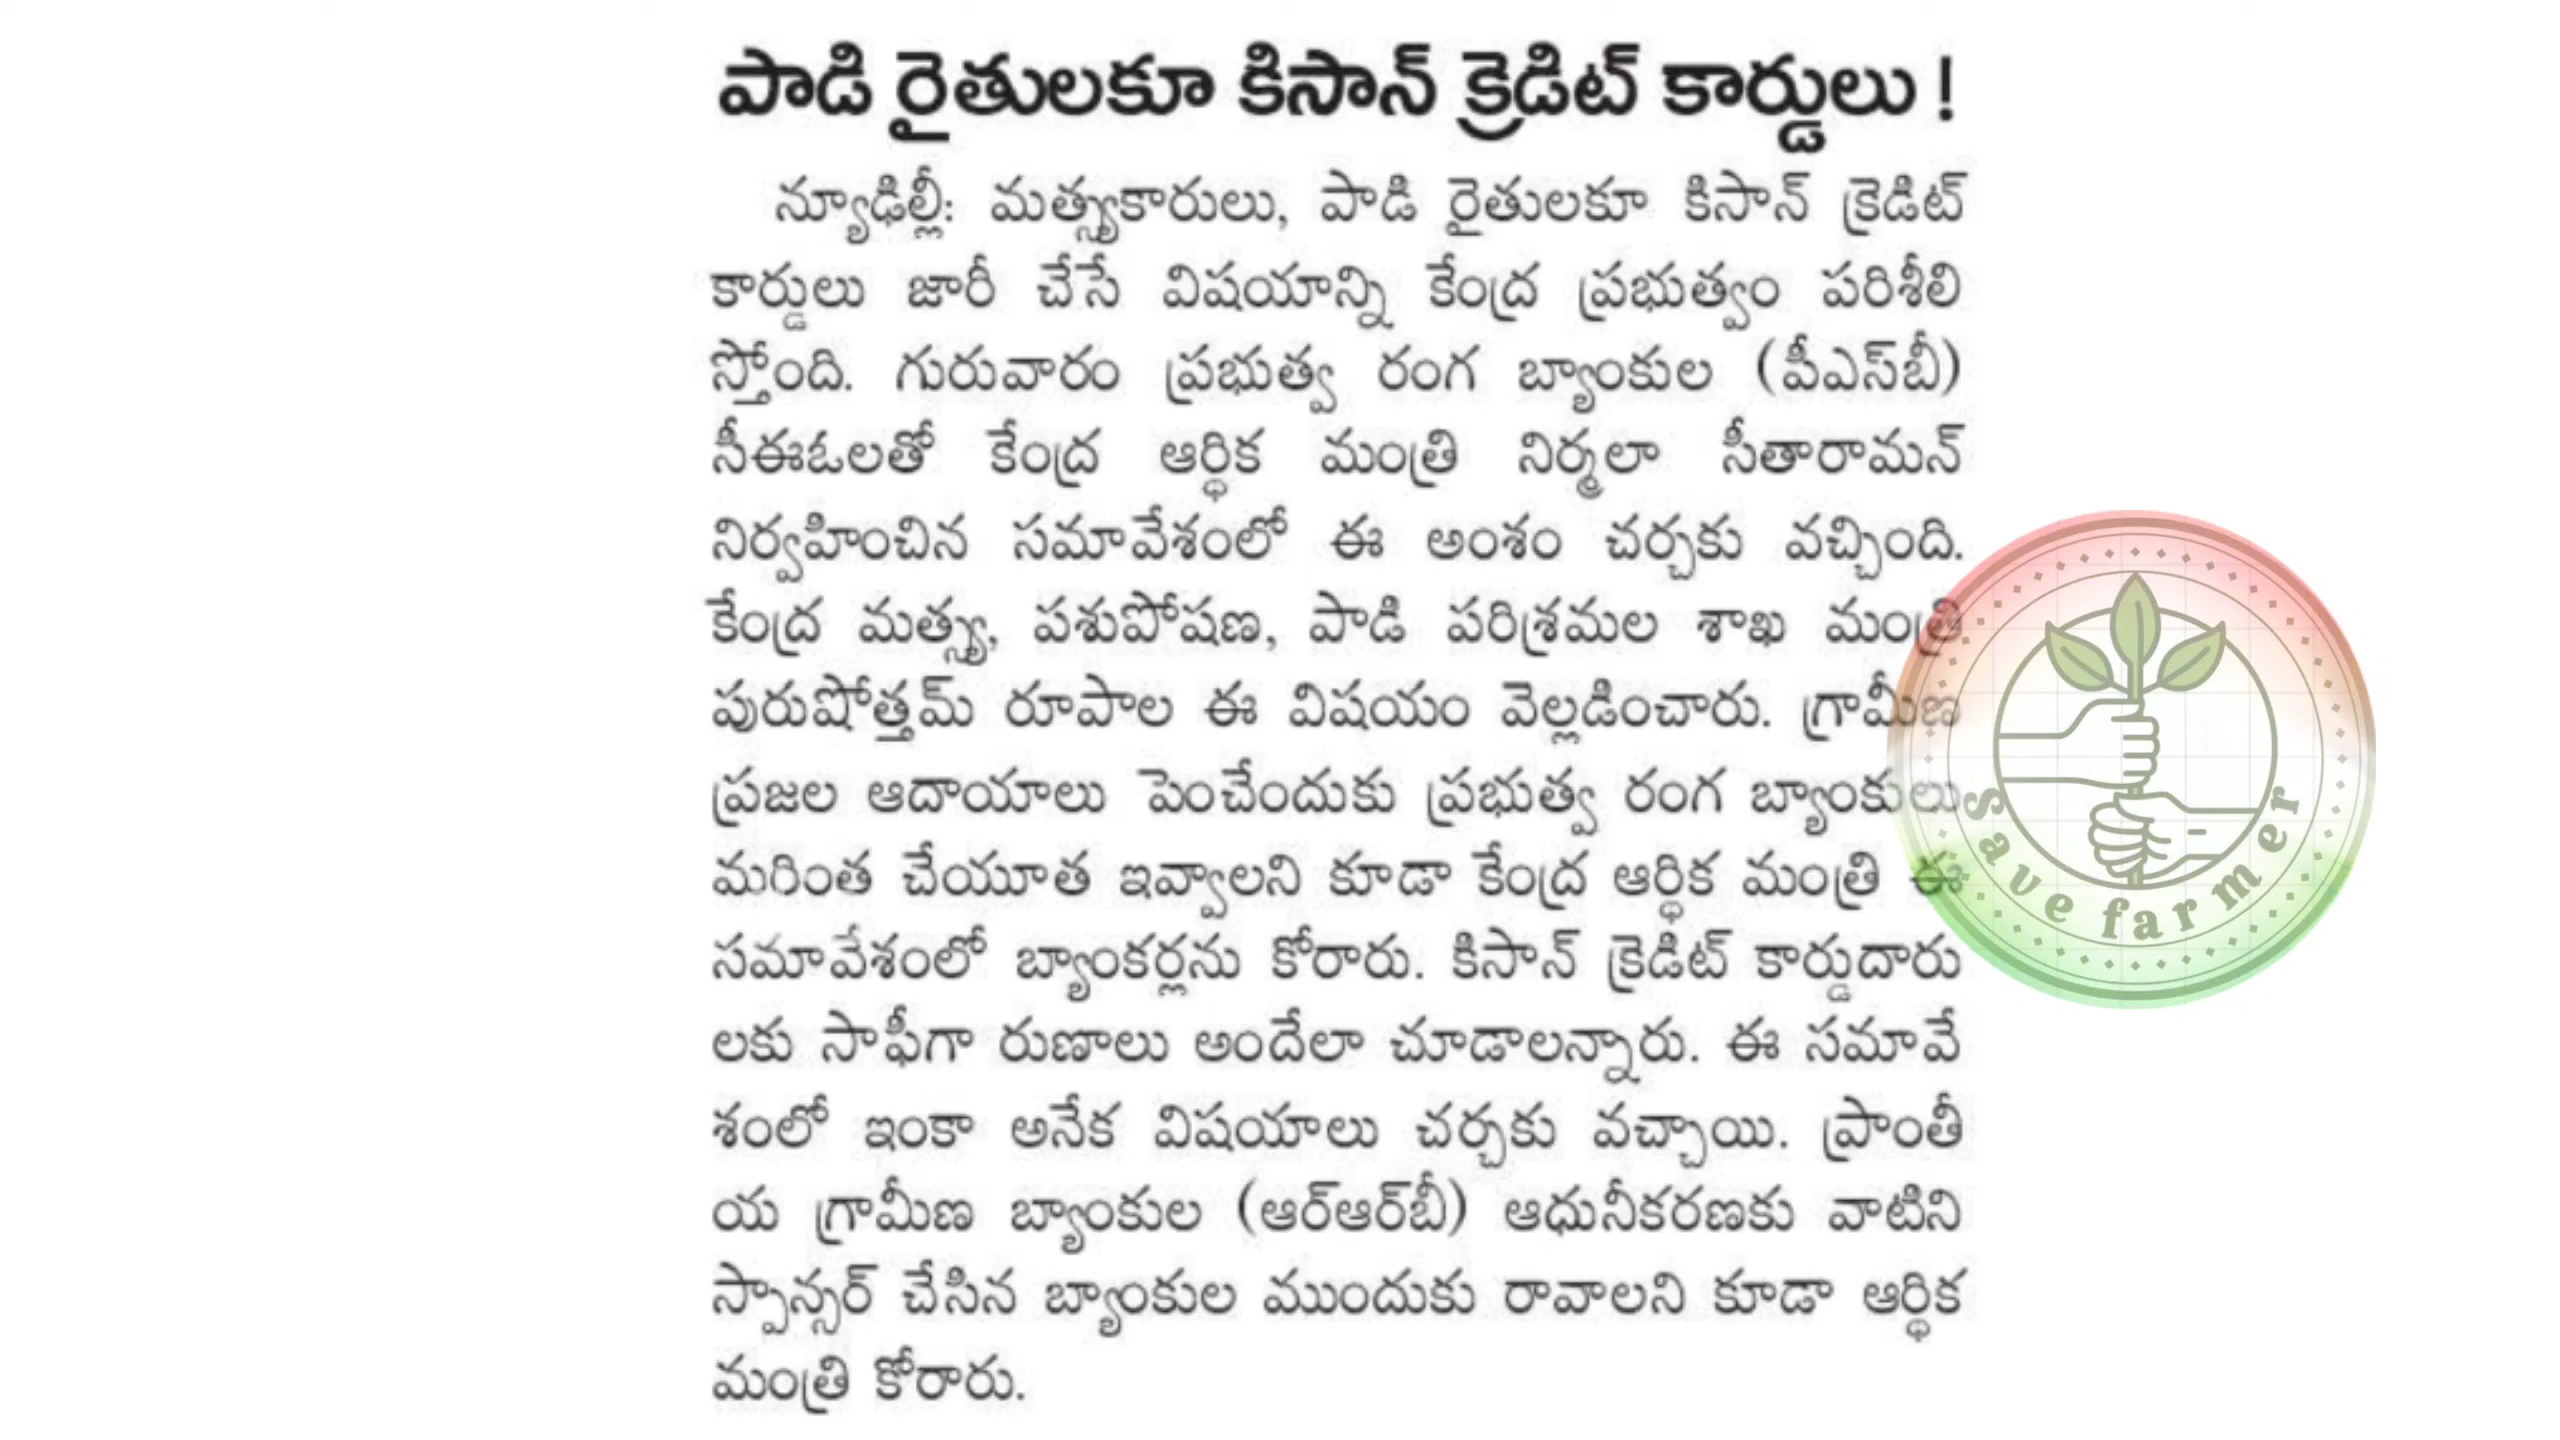 పాడి రైతులకూ కిసాన్ క్రెడిట్ కార్డులు !
న్యూఢిల్లీ: మత్స్యకారులు, పాడి రైతులకూ కిసాన్ క్రెడిట్
కార్డులు జారీ చేసే విషయాన్ని కేంద్ర ప్రభుత్వం పరిశీలి
స్తోంది. గురువారం ప్రభుత్వ రంగ బ్యాంకుల (పీఎస్‌బీ)
సీఈఓలతో కేంద్ర ఆర్థిక మంత్రి నిర్మలా సీతారామన్
నిర్వహించిన సమావేశంలో ఈ అంశం చర్చకు వచ్చింది.
కేంద్ర మత్స్య, పశుపోషణ, పాడి పరిశ్రమల శాఖ మంత్రి
పురుషోత్తమ్ రూపాల ఈ విషయం వెల్లడించారు. గ్రామీణ
ప్రజల ఆదాయాలు పెంచేందుకు ప్రభుత్వ రంగ బ్యాంకులు
మరింత చేయూత ఇవ్వాలని కూడా కేంద్ర ఆర్థిక మంత్రి ఈ
సమావేశంలో బ్యాంకర్లను కోరారు. కిసాన్ క్రెడిట్ కార్డుదారు
లకు సాఫీగా రుణాలు అందేలా చూడాలన్నారు. ఈ సమావే
శంలో ఇంకా అనేక విషయాలు చర్చకు వచ్చాయి. ప్రాంతీ
య గ్రామీణ బ్యాంకుల (ఆర్ఆర్‌బీ) ఆధునీకరణకు వాటిని
స్పాన్సర్ చేసిన బ్యాంకుల ముందుకు రావాలని కూడా ఆర్థిక
మంత్రి కోరారు.
Save farmer